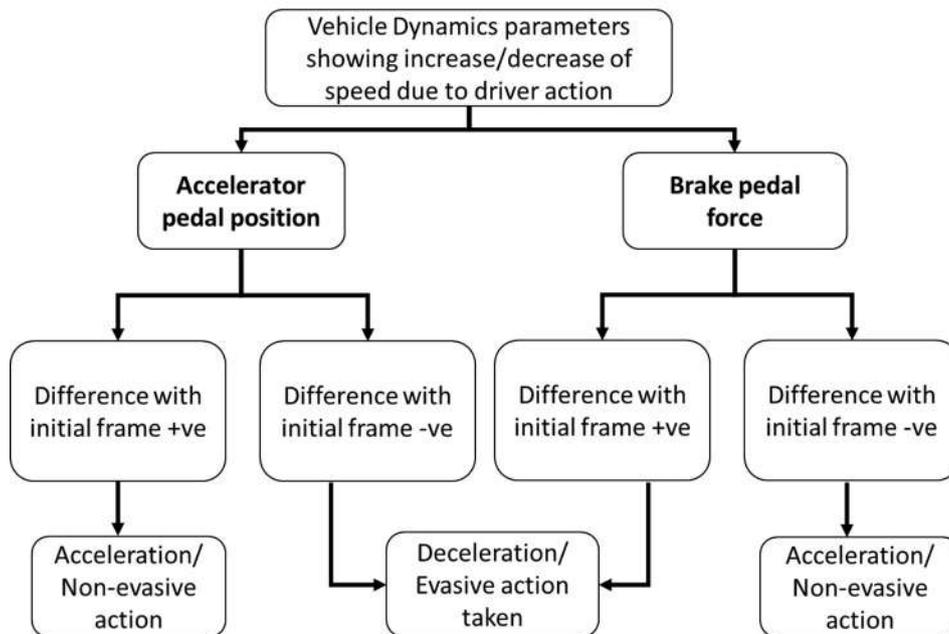 Vehicle Dynamics parameters
showing increase/decrease of
speed due to driver action
Accelerator
pedal position
Brake pedal
force
Difference with
initial frame +ve
Difference with
initial frame -ve
Difference with
initial frame +ve
Difference with
initial frame -ve
Acceleration/
Non-evasive
action
Deceleration/
Evasive action
taken
Acceleration/
Non-evasive
action